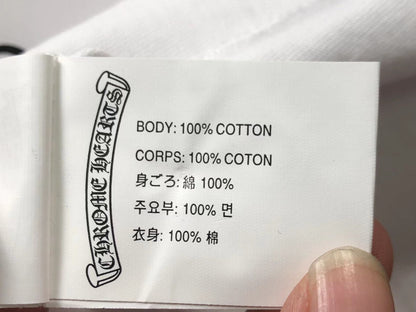 CHROME HEARTS
BODY: 100% COTTON
CORPS: 100% COTON
身ごろ: 綿 100%
주요부: 100% 면
衣身: 100% 棉